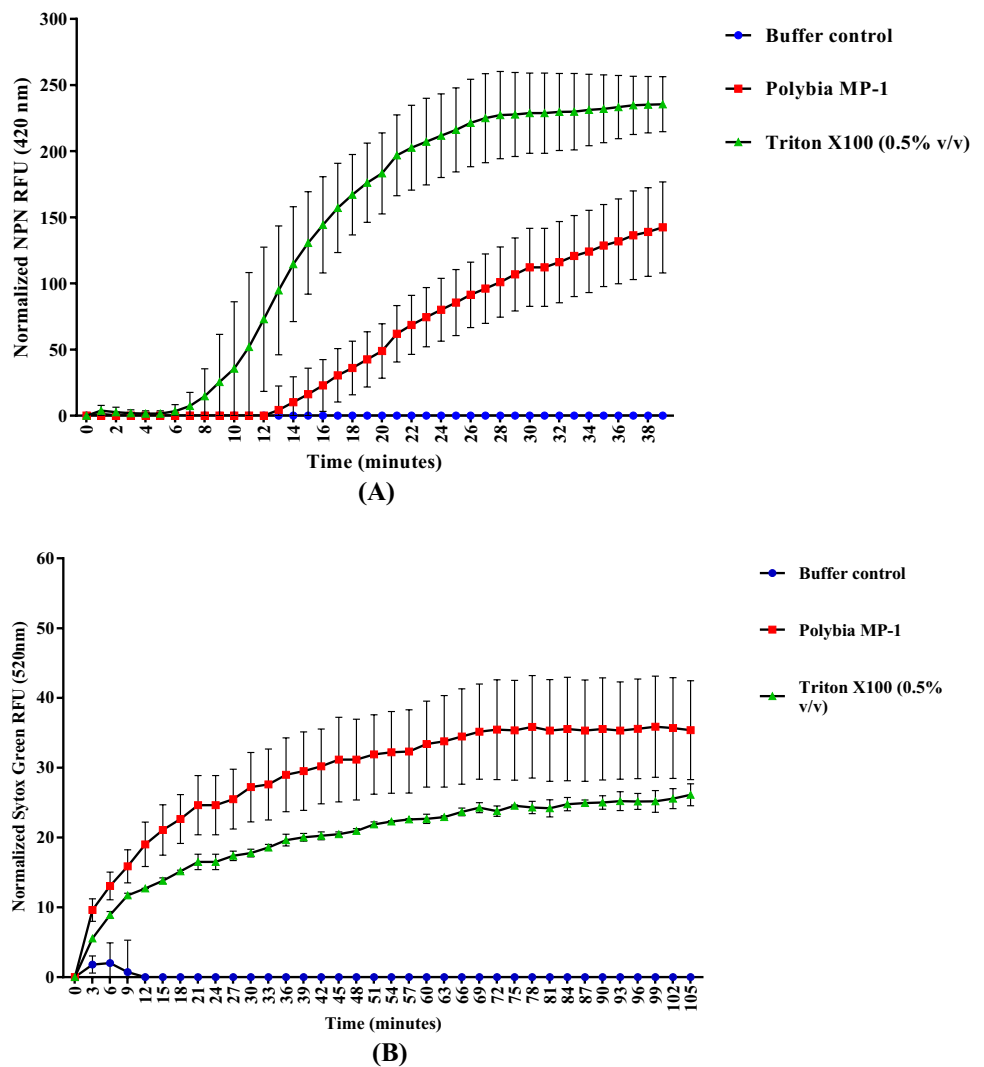 300
250
200
150
100
50
0
Normalized NPN RFU (420 nm)
0 2 4 6 8 10 12 14 16 18 20 22 24 26 28 30 32 34 36 38
Time (minutes)
Buffer control
Polybia MP-1
Triton X100 (0.5% v/v)
(A)
60
50
40
30
20
10
0
Normalized Sytox Green RFU (520nm)
0 3 6 9 12 15 18 21 24 27 30 33 36 39 42 45 48 51 54 57 60 63 66 69 72 75 78 81 84 87 90 93 96 99 102 105
Time (minutes)
Buffer control
Polybia MP-1
Triton X100 (0.5%
v/v)
(B)